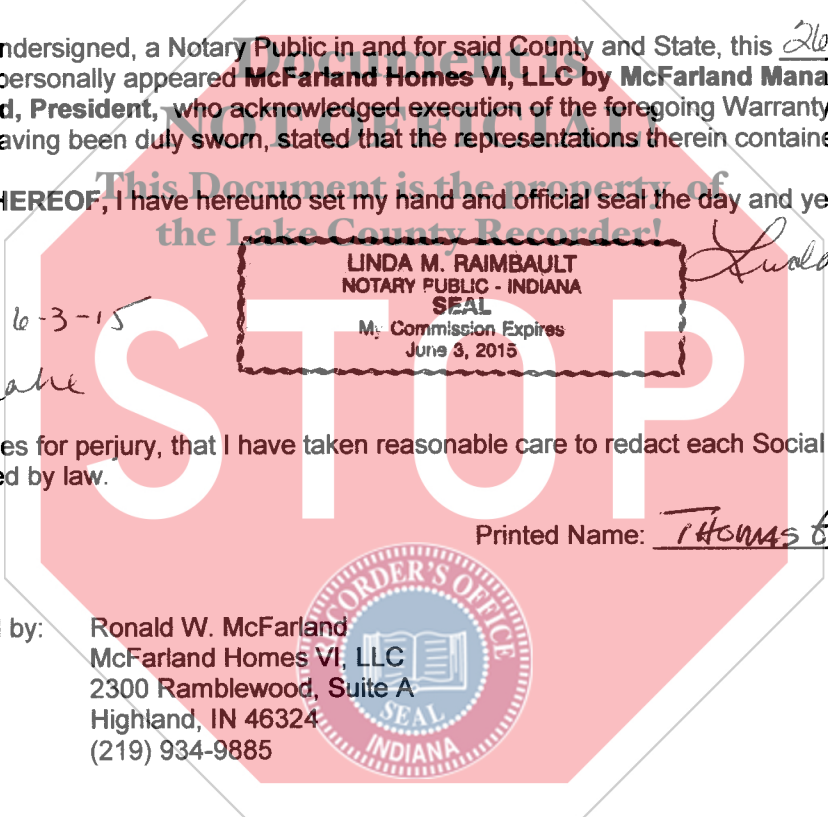 ndersigned, a Notary Public in and for said County and State, this 26
Document is
personally appeared McFarland Homes VI, LLC by McFarland Mana
d, President, who acknowledged execution of the foregoing Warranty
NOT OFFICIAL!
aving been duly sworn, stated that the representations therein containe
This Document is the property of
HEREOF, I have hereunto set my hand and official seal the day and ye
the Lake County Recorder!
LINDA M. RAIMBAULT
NOTARY PUBLIC - INDIANA
SEAL
My Commission Expires
June 3, 2015
6-3-15
STOP
es for perjury, that I have taken reasonable care to redact each Social
ed by law.
Printed Name: THOMAS
RECORDER'S OFFICE
SEAL
INDIANA
by: Ronald W. McFarland
McFarland Homes VI, LLC
2300 Ramblewood, Suite A
Highland, IN 46324
(219) 934-9885